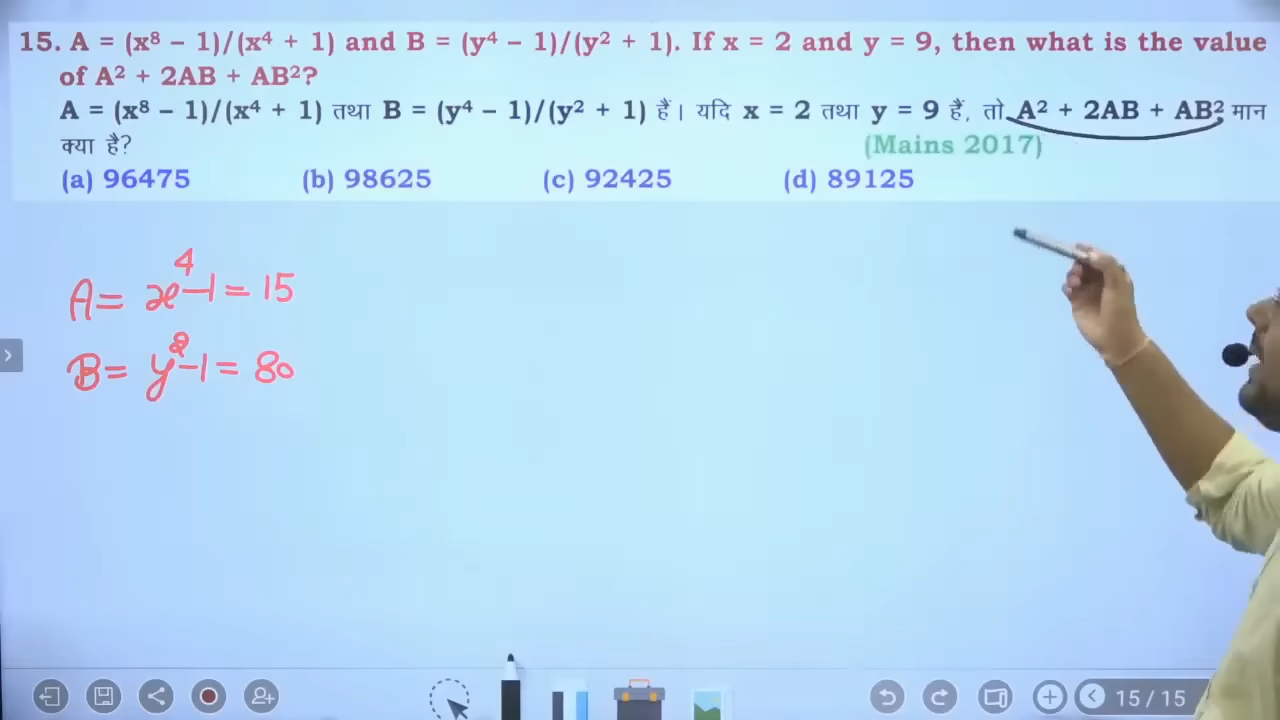 15. A = (x⁸ – 1)/(x⁴ + 1) and B = (y⁴ – 1)/(y² + 1). If x = 2 and y = 9, then what is the value
of A² + 2AB + AB²?
A = (x⁸ – 1)/(x⁴ + 1) तथा B = (y⁴ – 1)/(y² + 1) हैं। यदि x = 2 तथा y = 9 हैं, तो A² + 2AB + AB² मान
क्या है?
(Mains 2017)
(a) 96475 (b) 98625 (c) 92425 (d) 89125
A = x⁴–1 = 15
B = y²–1 = 80
15 / 15